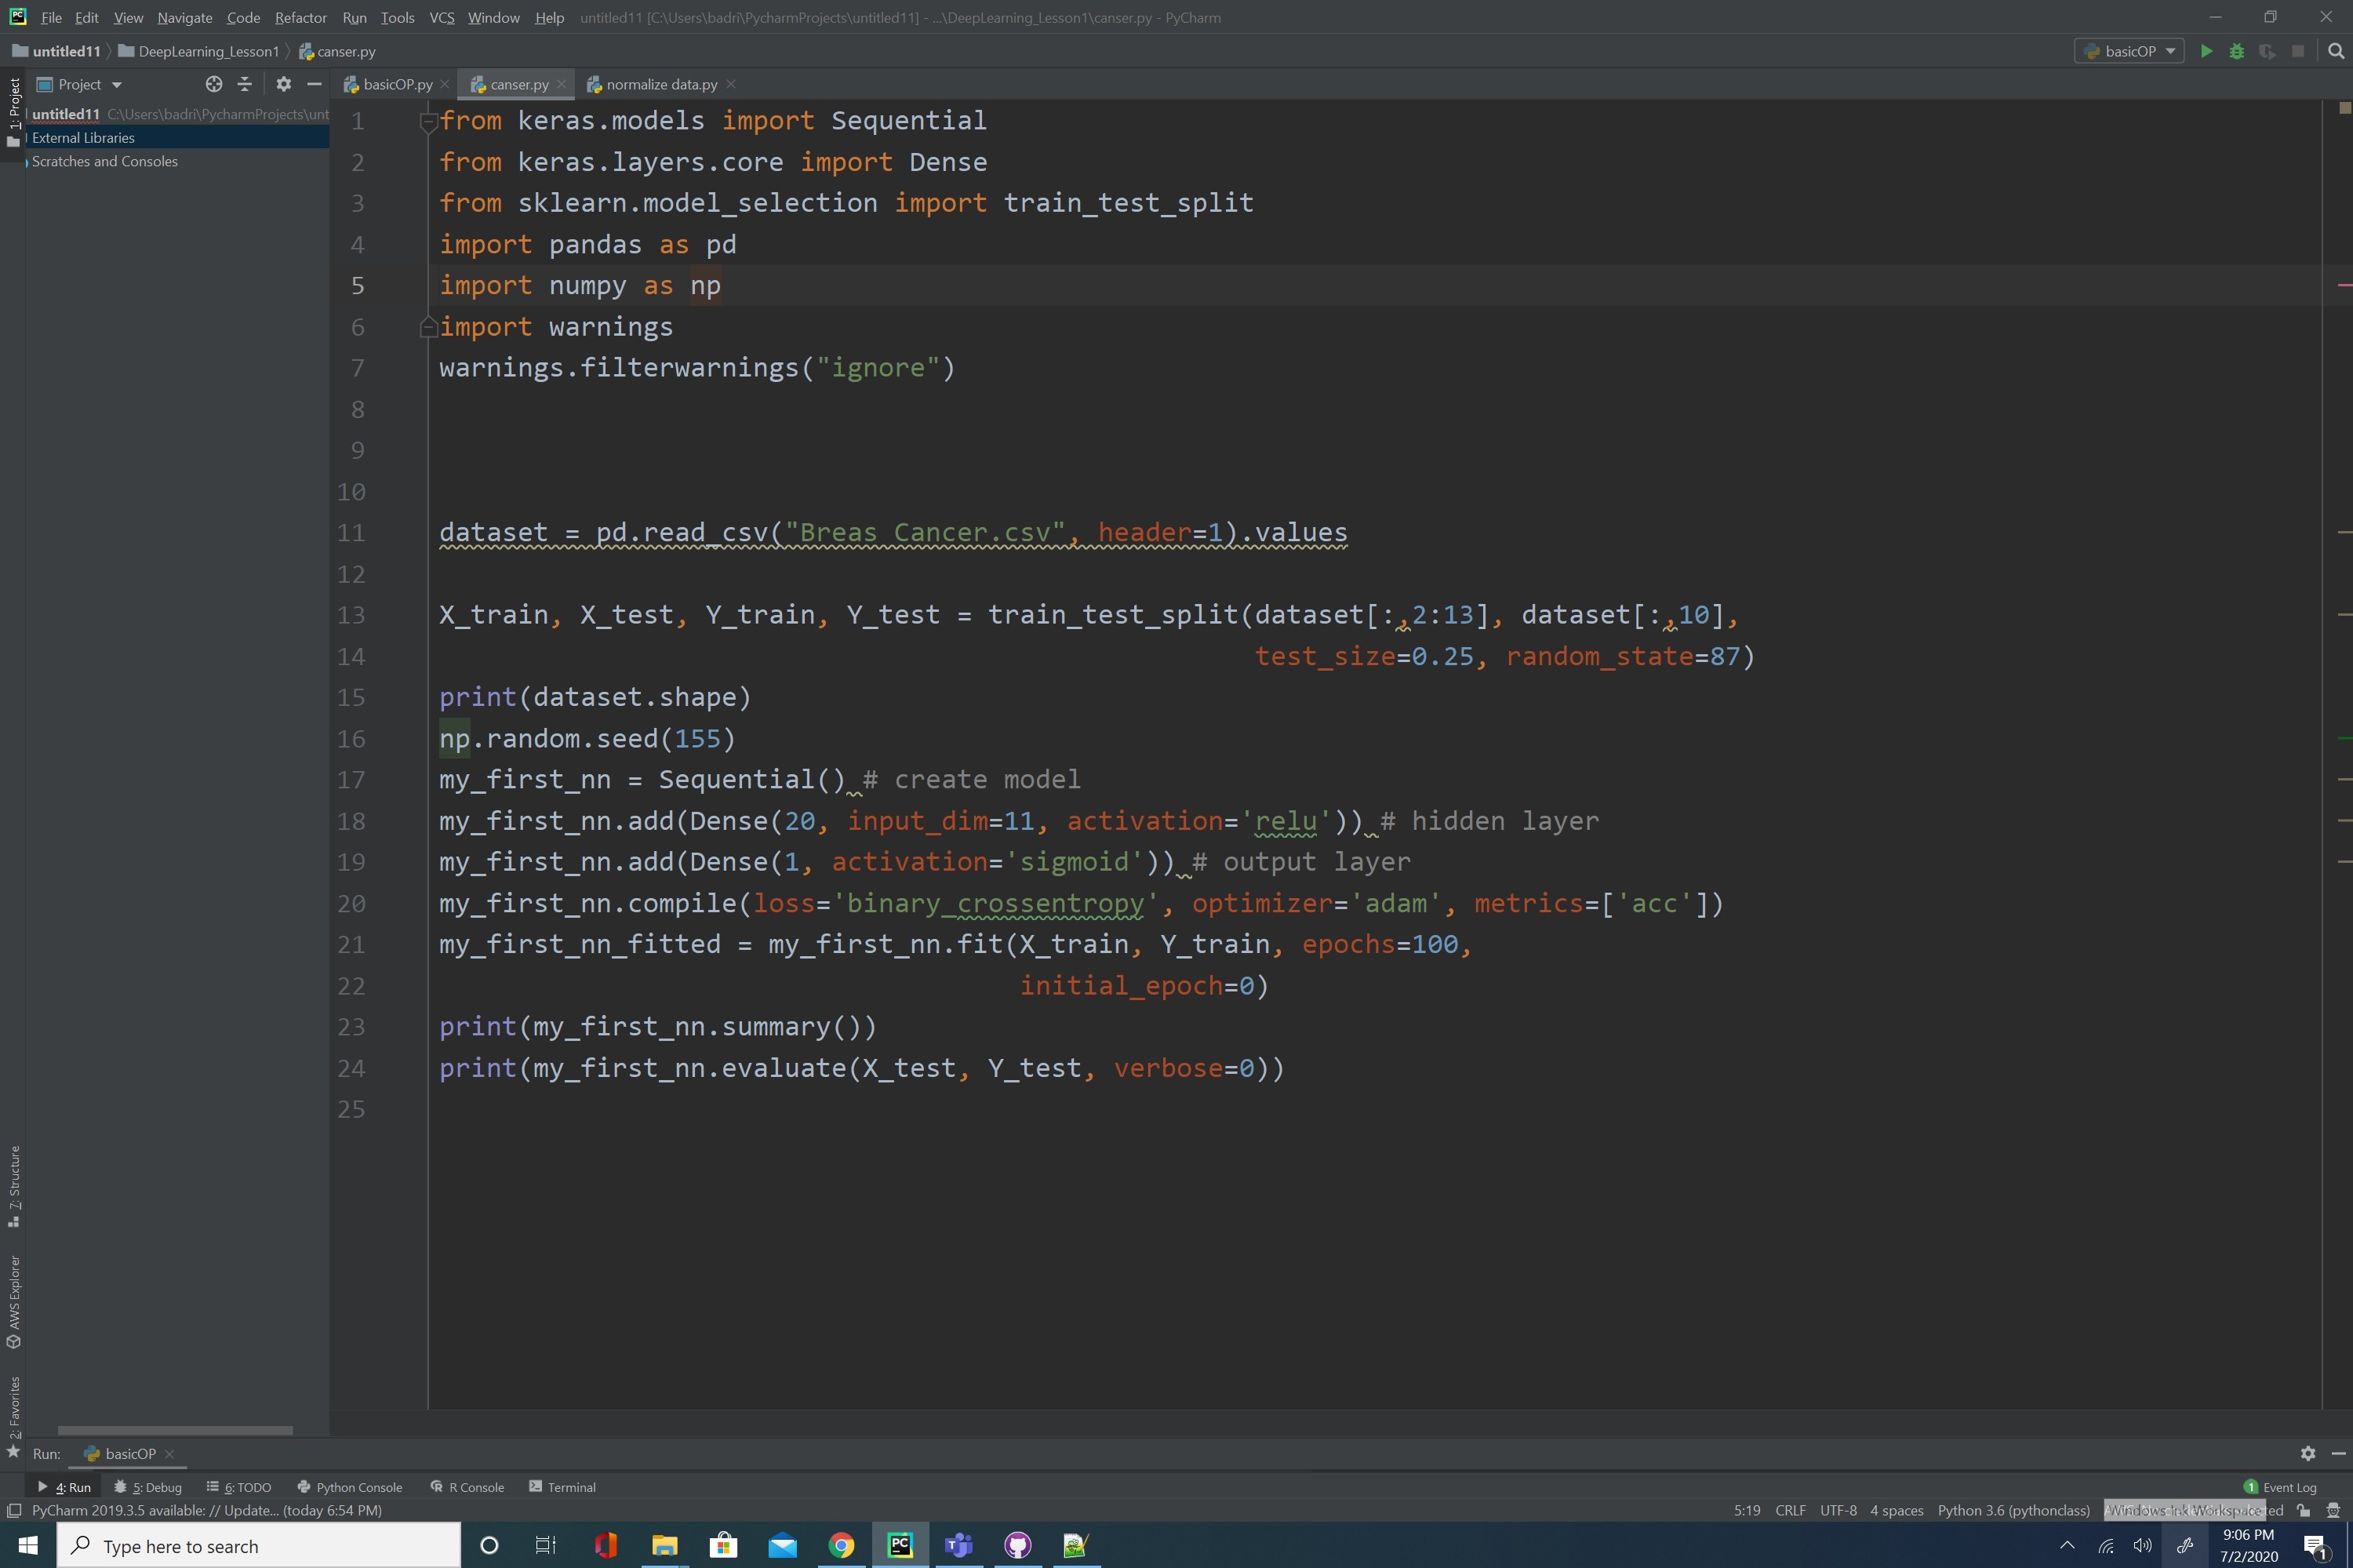 File Edit View Navigate Code Refactor Run Tools VCS Window Help untitled11 [C:\Users\badri\PycharmProjects\untitled11] - ...\DeepLearning_Lesson1\canser.py - PyCharm
untitled11 DeepLearning_Lesson1 canser.py basicOP
Project basicOP.py canser.py normalize data.py
1: Project
untitled11 C:\Users\badri\PycharmProjects\unt
External Libraries
Scratches and Consoles
1 from keras.models import Sequential
2 from keras.layers.core import Dense
3 from sklearn.model_selection import train_test_split
4 import pandas as pd
5 import numpy as np
6 import warnings
7 warnings.filterwarnings("ignore")
8
9
10
11 dataset = pd.read_csv("Breas Cancer.csv", header=1).values
12
13 X_train, X_test, Y_train, Y_test = train_test_split(dataset[:,2:13], dataset[:,10],
14 test_size=0.25, random_state=87)
15 print(dataset.shape)
16 np.random.seed(155)
17 my_first_nn = Sequential() # create model
18 my_first_nn.add(Dense(20, input_dim=11, activation='relu')) # hidden layer
19 my_first_nn.add(Dense(1, activation='sigmoid')) # output layer
20 my_first_nn.compile(loss='binary_crossentropy', optimizer='adam', metrics=['acc'])
21 my_first_nn_fitted = my_first_nn.fit(X_train, Y_train, epochs=100,
22 initial_epoch=0)
23 print(my_first_nn.summary())
24 print(my_first_nn.evaluate(X_test, Y_test, verbose=0))
25
7: Structure
AWS Explorer
2: Favorites
Run: basicOP
4: Run 5: Debug 6: TODO Python Console R Console Terminal 1 Event Log
PyCharm 2019.3.5 available: // Update... (today 6:54 PM) 5:19 CRLF UTF-8 4 spaces Python 3.6 (pythonclass) Windows Ink Workspace
Type here to search
9:06 PM
7/2/2020
1